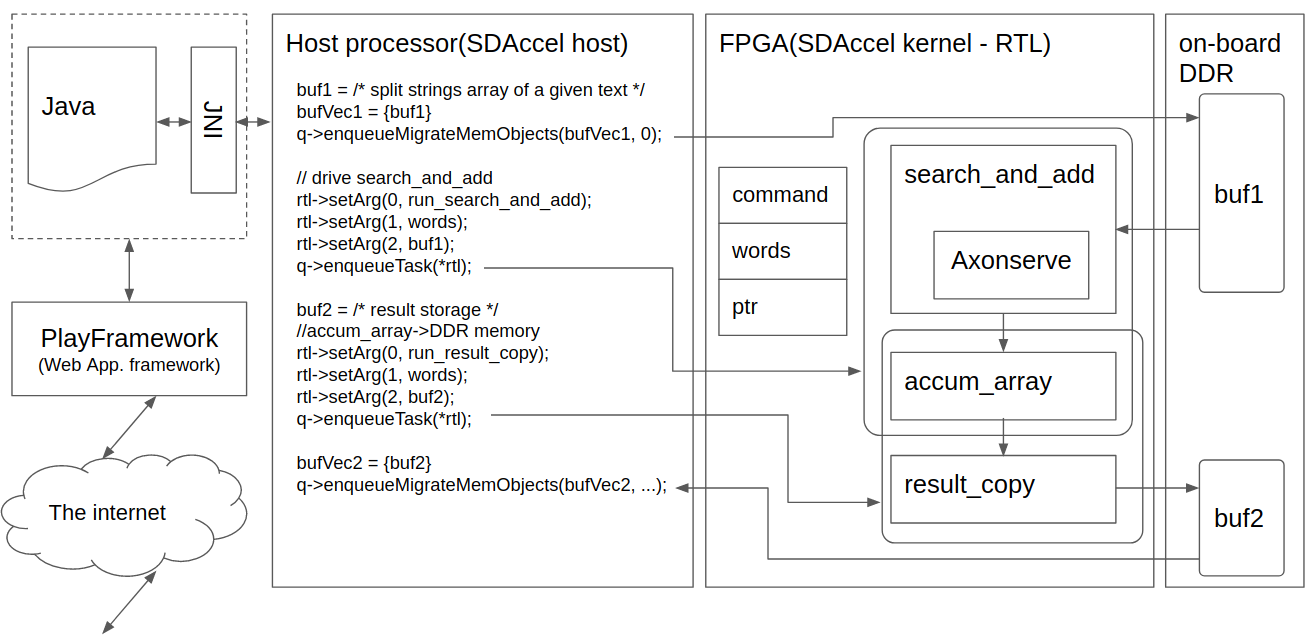 Java
JNI
PlayFramework
(Web App. framework)
The internet
Host processor(SDAccel host)
buf1 = /* split strings array of a given text */
bufVec1 = {buf1}
q->enqueueMigrateMemObjects(bufVec1, 0);
// drive search_and_add
rtl->setArg(0, run_search_and_add);
rtl->setArg(1, words);
rtl->setArg(2, buf1);
q->enqueueTask(*rtl);
buf2 = /* result storage */
//accum_array->DDR memory
rtl->setArg(0, run_result_copy);
rtl->setArg(1, words);
rtl->setArg(2, buf2);
q->enqueueTask(*rtl);
bufVec2 = {buf2}
q->enqueueMigrateMemObjects(bufVec2, ...);
FPGA(SDAccel kernel - RTL)
command
words
ptr
search_and_add
Axonserve
accum_array
result_copy
on-board
DDR
buf1
buf2